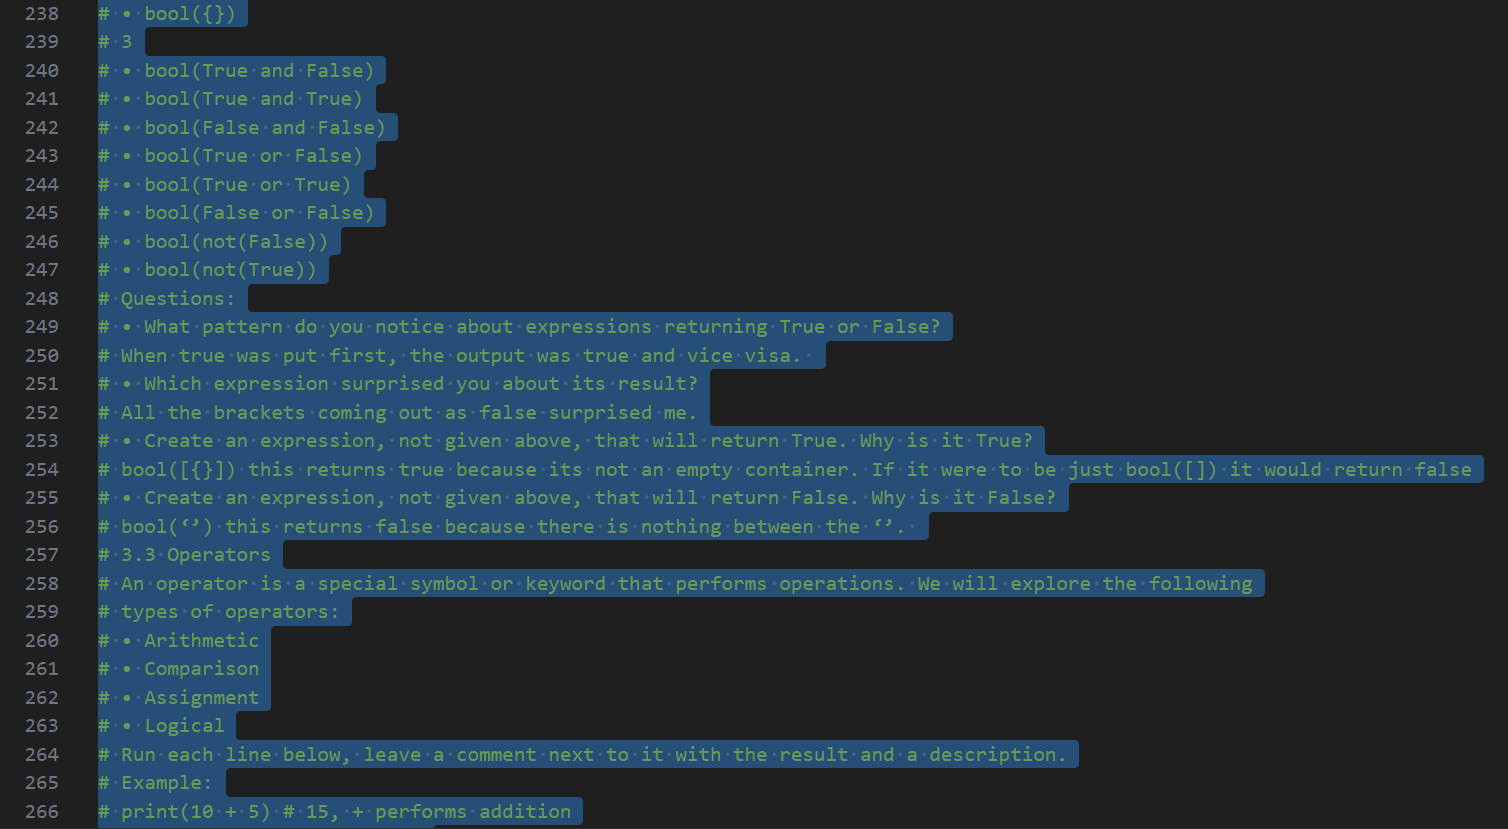 238 # • bool({})
239 # 3
240 # • bool(True and False)
241 # • bool(True and True)
242 # • bool(False and False)
243 # • bool(True or False)
244 # • bool(True or True)
245 # • bool(False or False)
246 # • bool(not(False))
247 # • bool(not(True))
248 # Questions:
249 # • What pattern do you notice about expressions returning True or False?
250 # When true was put first, the output was true and vice visa.
251 # • Which expression surprised you about its result?
252 # All the brackets coming out as false surprised me.
253 # • Create an expression, not given above, that will return True. Why is it True?
254 # bool([{}]) this returns true because its not an empty container. If it were to be just bool([]) it would return false
255 # • Create an expression, not given above, that will return False. Why is it False?
256 # bool(‘’) this returns false because there is nothing between the ‘’.
257 # 3.3 Operators
258 # An operator is a special symbol or keyword that performs operations. We will explore the following
259 # types of operators:
260 # • Arithmetic
261 # • Comparison
262 # • Assignment
263 # • Logical
264 # Run each line below, leave a comment next to it with the result and a description.
265 # Example:
266 # print(10 + 5) # 15, + performs addition